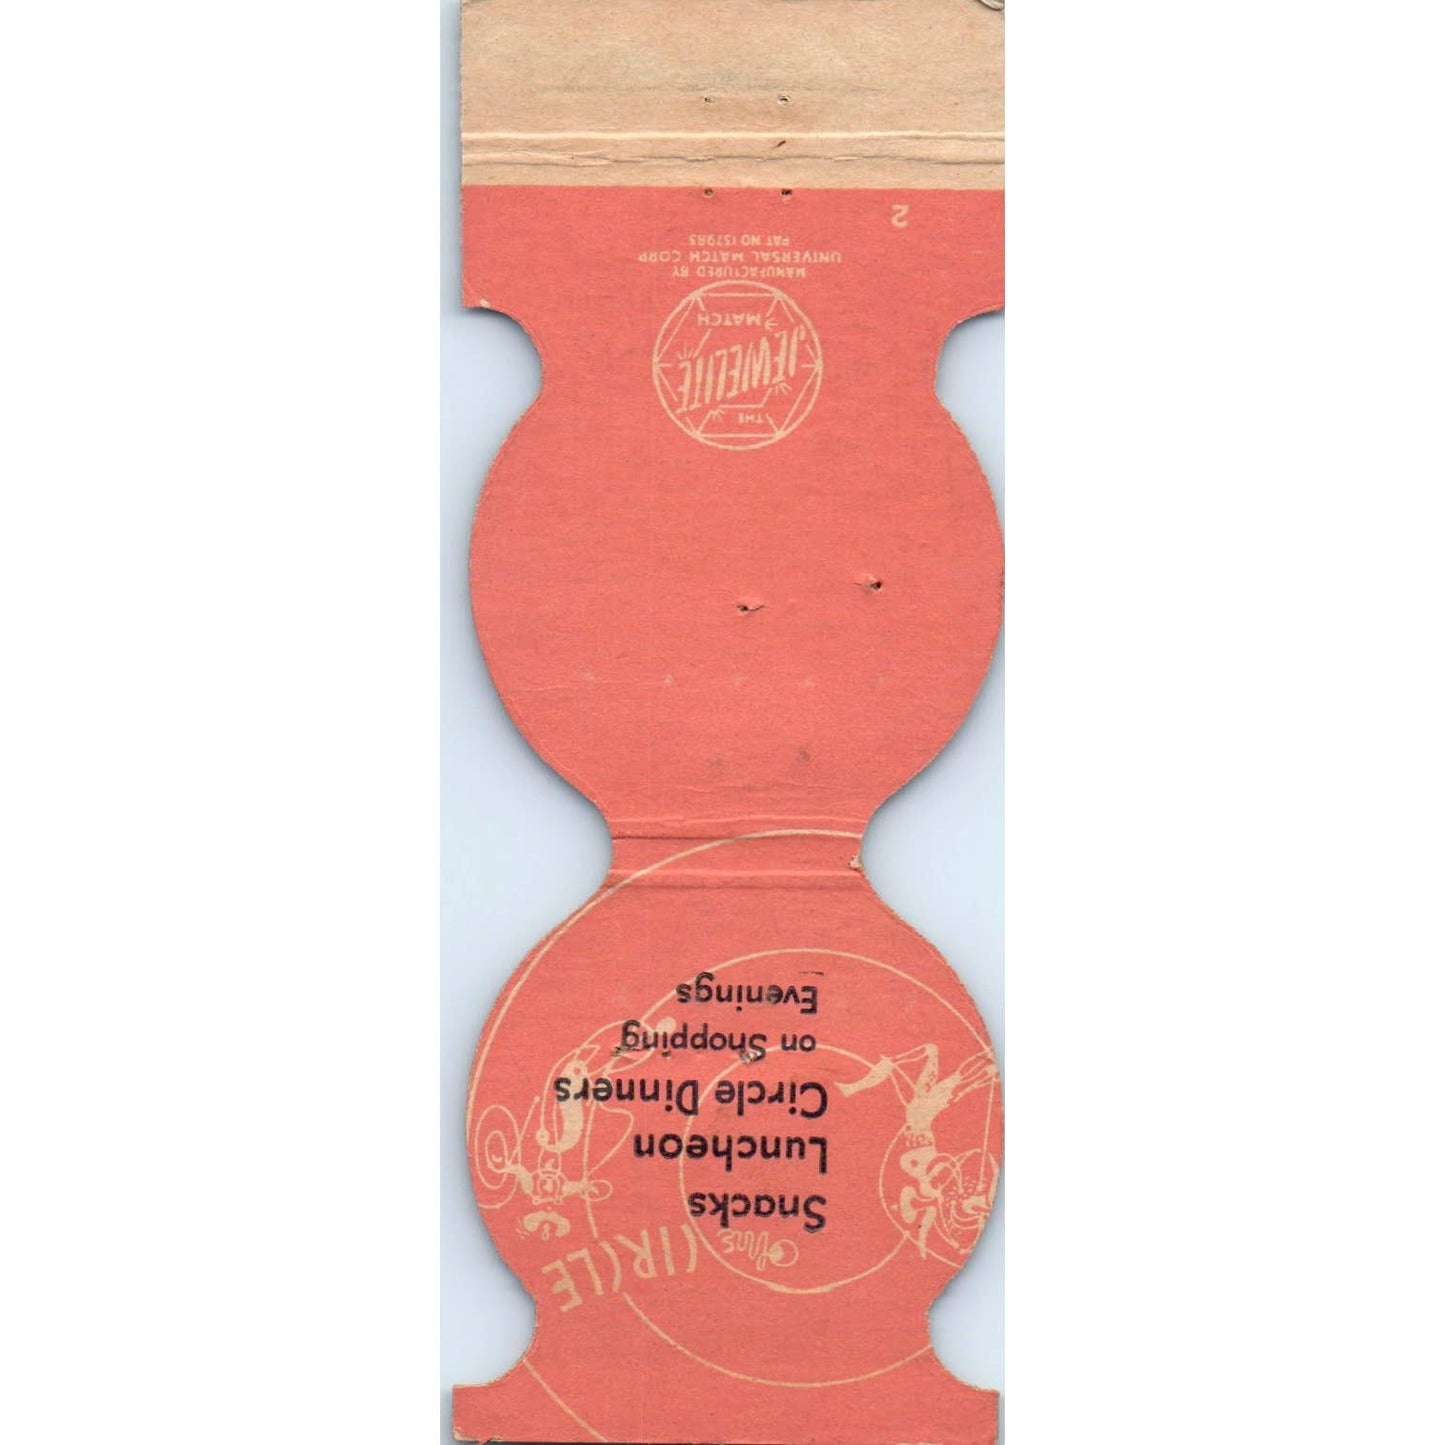 The
CIRCLE
Snacks
Luncheon
Circle Dinners
on Shopping
Evenings
THE
JEWELITE
MATCH
MANUFACTURED BY
UNIVERSAL MATCH CORP
PAT NO 137985
2